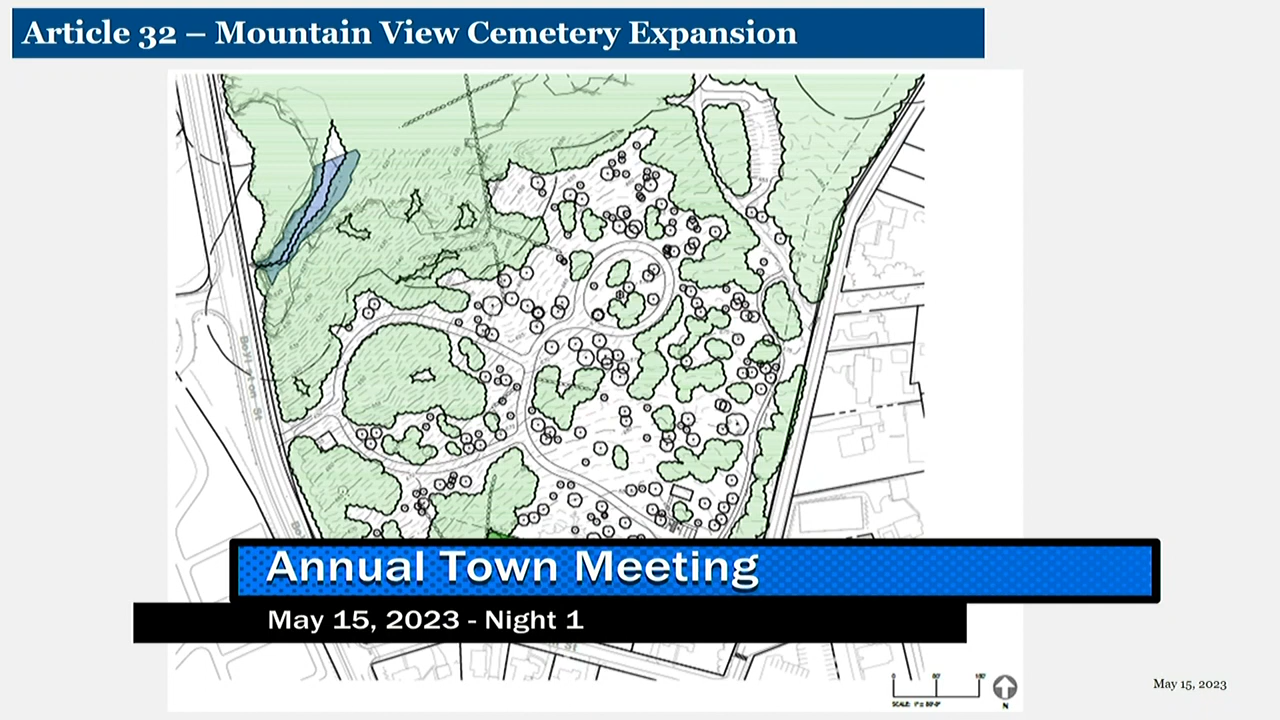 Article 32 – Mountain View Cemetery Expansion
Boylston St
Annual Town Meeting
May 15, 2023 - Night 1
St
May 15, 2023
N